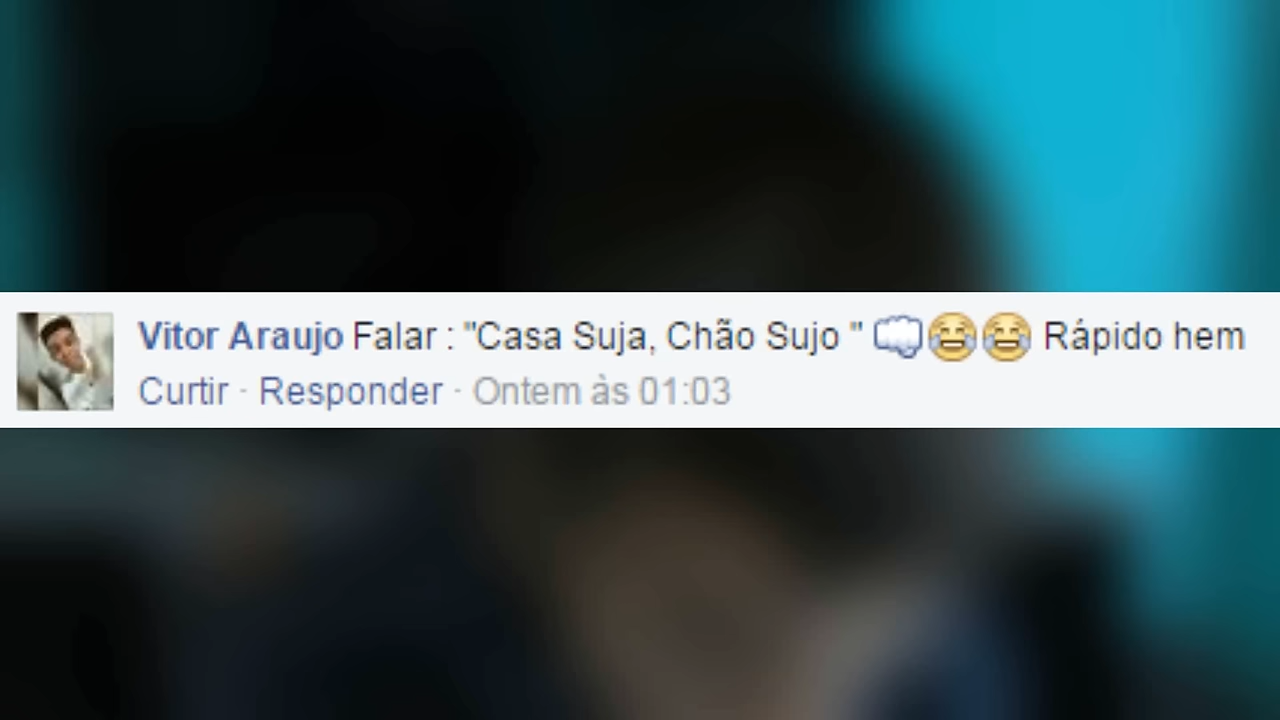 Vitor Araujo Falar : "Casa Suja, Chão Sujo " 👊😂😂 Rápido hem
Curtir · Responder · Ontem às 01:03